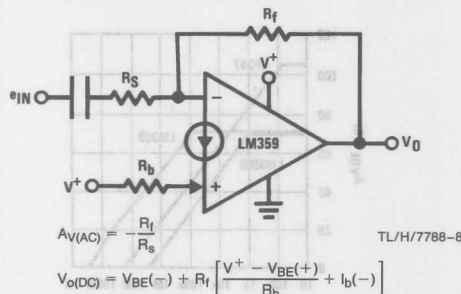 Rf
V+
eIN
RS
−
LM359
VO
V+
Rb
+
AV(AC) = −Rf/Rs
TL/H/7788–8
Vo(DC) = VBE(−) + Rf [V+ − VBE(+)/Rb + Ib(−)]